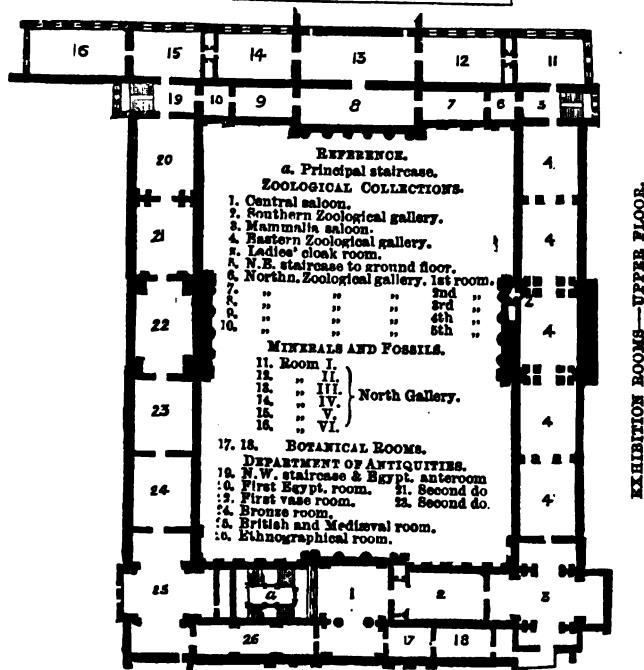 16 15 14 13 12 11
19 10 9 8 7 6 5
20
21
22
23
24
25
26
a
1
2
3
17 18
4
4
4
4
4
z
REFERENCE.
a. Principal staircase.
ZOOLOGICAL COLLECTIONS.
1. Central saloon.
2. Southern Zoological gallery.
3. Mammalia saloon.
4. Eastern Zoological gallery.
z. Ladies' cloak room.
5. N.E. staircase to ground floor.
6. Northn. Zoological gallery. 1st room.
7. „ „ „ 2nd „
8. „ „ „ 3rd „
9. „ „ „ 4th „
10. „ „ „ 5th „
MINERALS AND FOSSILS.
11. Room I.
12. „ II.
13. „ III.
14. „ IV.
15. „ V.
16. „ VI.
North Gallery.
17. 18. BOTANICAL ROOMS.
DEPARTMENT OF ANTIQUITIES.
19. N.W. staircase & Egypt. anteroom
20. First Egypt. room. 21. Second do
22. First vase room. 23. Second do.
24. Bronze room.
25. British and Mediæval room.
26. Ethnographical room.
EXHIBITION ROOMS—UPPER FLOOR.